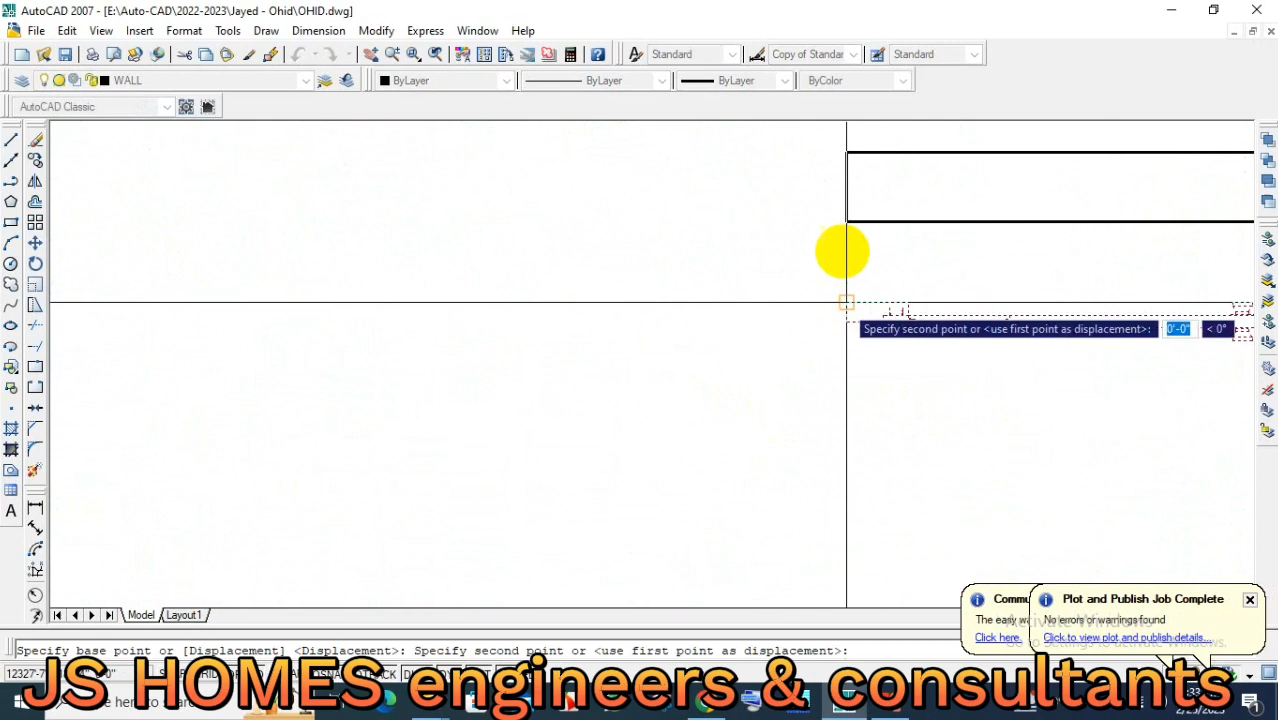 AutoCAD 2007 - [E:\Auto-CAD\2022-2023\Jayed - Ohid\OHID.dwg]
File Edit View Insert Format Tools Draw Dimension Modify Express Window Help
Standard Copy of Standar Standard
WALL ByLayer ByLayer ByLayer ByColor
AutoCAD Classic
Specify second point or <use first point as displacement>: 0'-0" < 0°
Plot and Publish Job Complete
The easy w No errors or warnings found
Click here. Click to view plot and publish details...
Activate Windows
Model Layout1
Specify base point or [Displacement] <Displacement>: Specify second point or <use first point as displacement>:
JS HOMES engineers & consultants